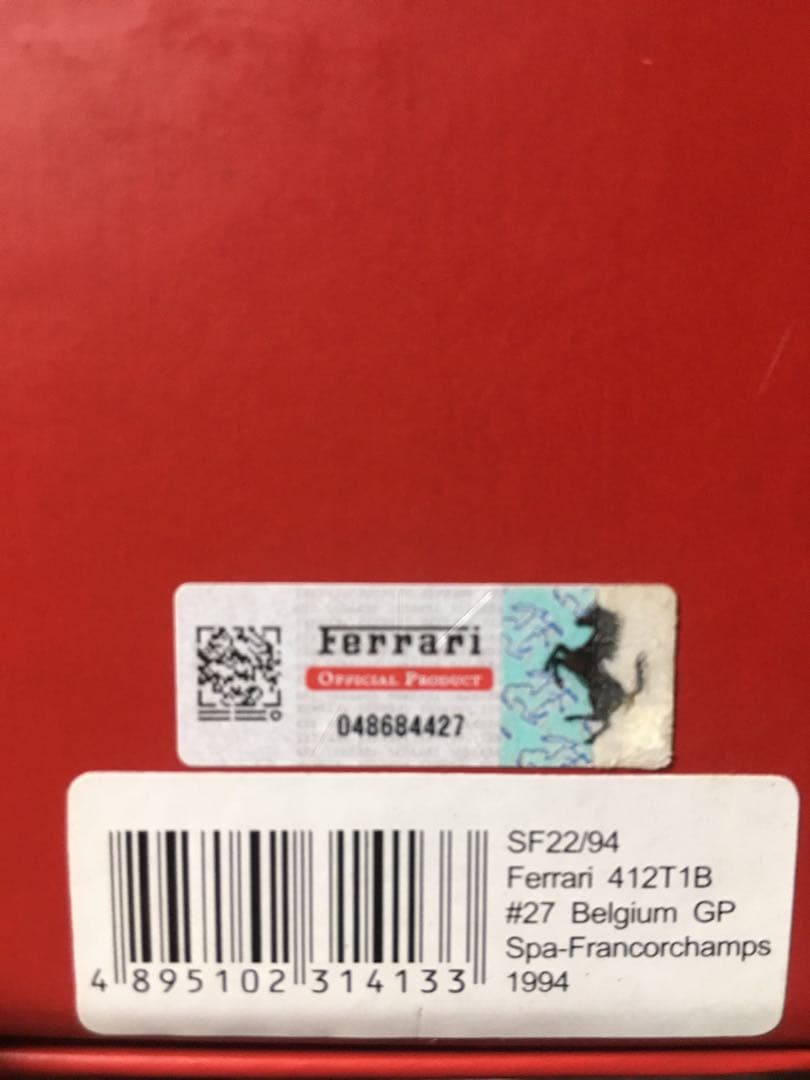 Ferrari
OFFICIAL PRODUCT
048684427
SF22/94
Ferrari 412T1B
#27 Belgium GP
Spa-Francorchamps
1994
4 895102 314133